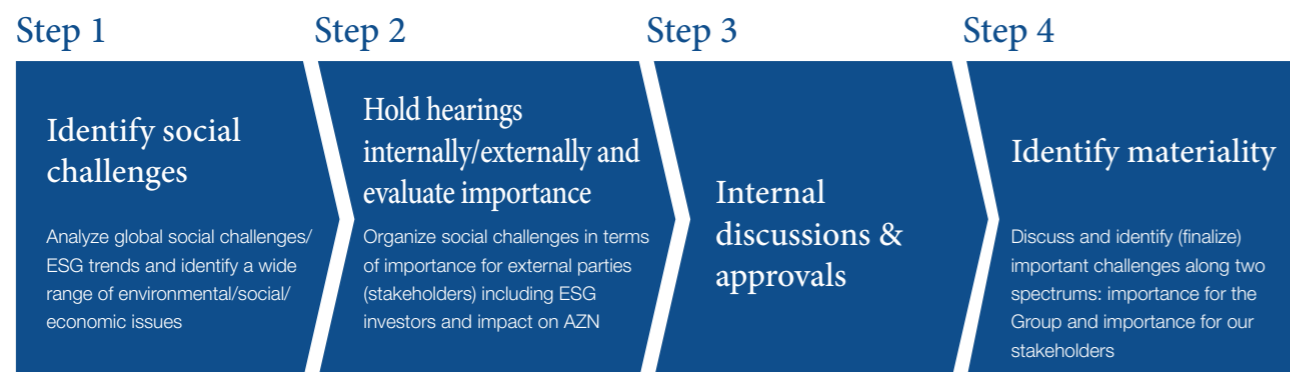 Step 1
Identify social
challenges
Analyze global social challenges/
ESG trends and identify a wide
range of environmental/social/
economic issues
Step 2
Hold hearings
internally/externally and
evaluate importance
Organize social challenges in terms
of importance for external parties
(stakeholders) including ESG
investors and impact on AZN
Step 3
Internal
discussions &
approvals
Step 4
Identify materiality
Discuss and identify (finalize)
important challenges along two
spectrums: importance for the
Group and importance for our
stakeholders